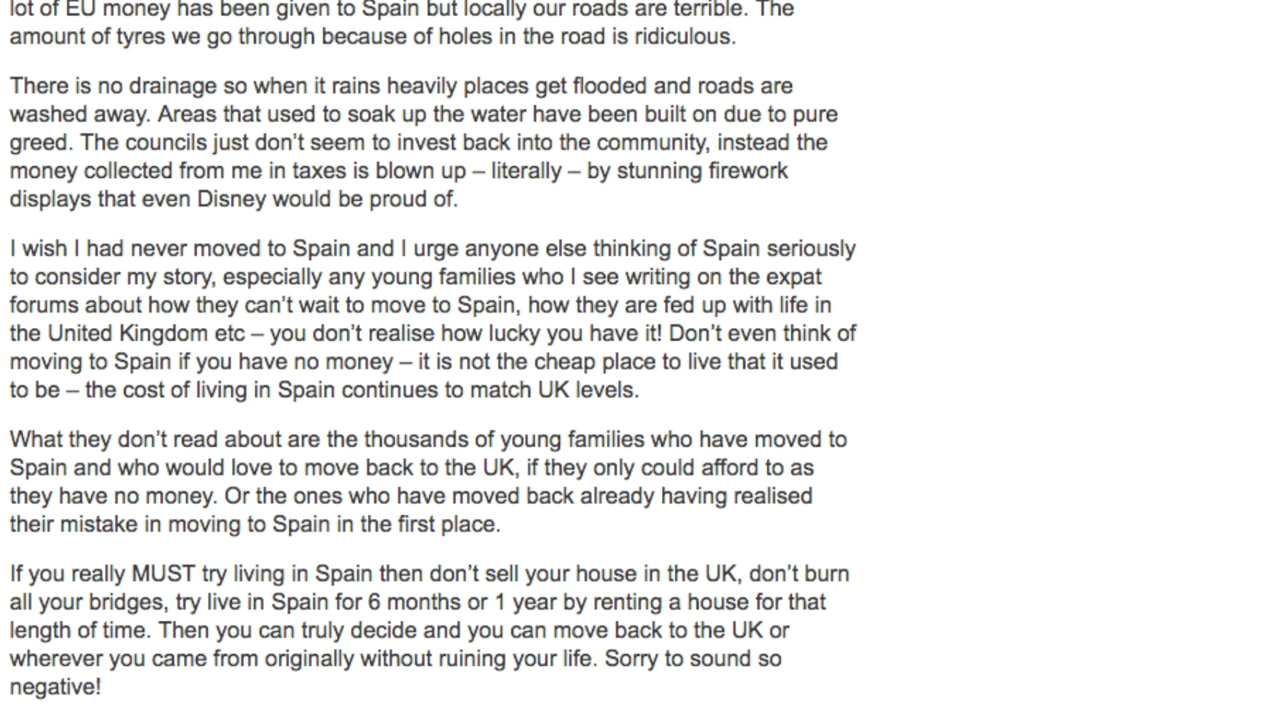 lot of EU money has been given to Spain but locally our roads are terrible. The
amount of tyres we go through because of holes in the road is ridiculous.
There is no drainage so when it rains heavily places get flooded and roads are
washed away. Areas that used to soak up the water have been built on due to pure
greed. The councils just don’t seem to invest back into the community, instead the
money collected from me in taxes is blown up – literally – by stunning firework
displays that even Disney would be proud of.
I wish I had never moved to Spain and I urge anyone else thinking of Spain seriously
to consider my story, especially any young families who I see writing on the expat
forums about how they can’t wait to move to Spain, how they are fed up with life in
the United Kingdom etc – you don’t realise how lucky you have it! Don’t even think of
moving to Spain if you have no money – it is not the cheap place to live that it used
to be – the cost of living in Spain continues to match UK levels.
What they don’t read about are the thousands of young families who have moved to
Spain and who would love to move back to the UK, if they only could afford to as
they have no money. Or the ones who have moved back already having realised
their mistake in moving to Spain in the first place.
If you really MUST try living in Spain then don’t sell your house in the UK, don’t burn
all your bridges, try live in Spain for 6 months or 1 year by renting a house for that
length of time. Then you can truly decide and you can move back to the UK or
wherever you came from originally without ruining your life. Sorry to sound so
negative!